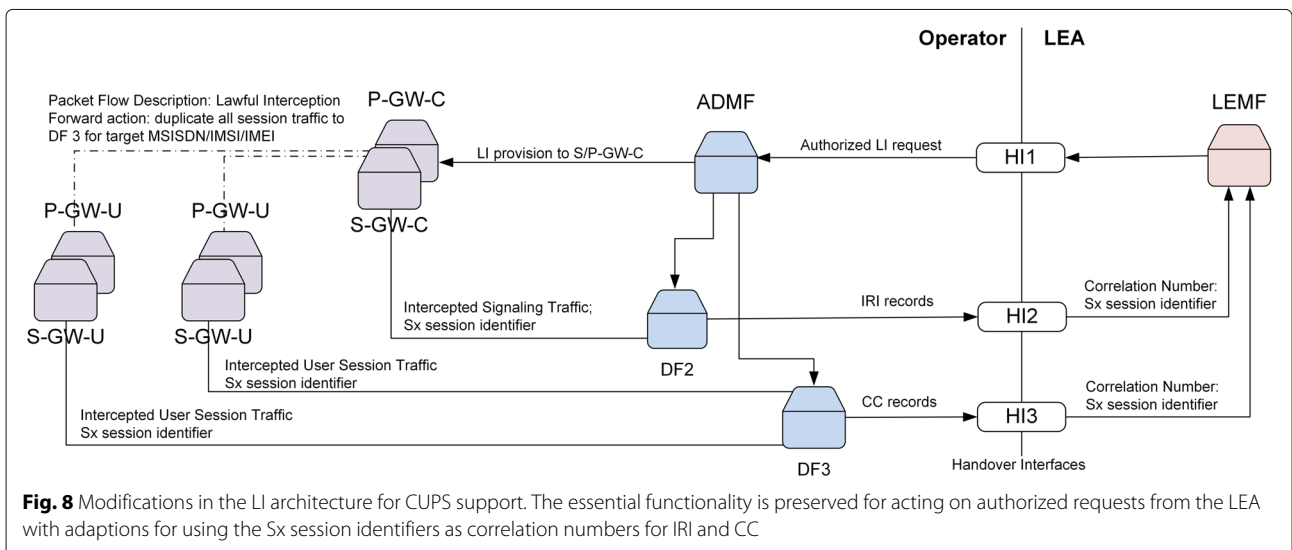 Operator
LEA
Packet Flow Description: Lawful Interception
Forward action: duplicate all session traffic to
DF 3 for target MSISDN/IMSI/IMEI
P-GW-C
ADMF
LEMF
LI provision to S/P-GW-C
Authorized LI request
HI1
P-GW-U
P-GW-U
S-GW-C
Intercepted Signaling Traffic;
Sx session identifier
IRI records
HI2
Correlation Number:
Sx session identifier
S-GW-U
S-GW-U
DF2
Intercepted User Session Traffic
Sx session identifier
CC records
HI3
Correlation Number:
Sx session identifier
Intercepted User Session Traffic
Sx session identifier
DF3
Handover Interfaces
Fig. 8 Modifications in the LI architecture for CUPS support. The essential functionality is preserved for acting on authorized requests from the LEA
with adaptions for using the Sx session identifiers as correlation numbers for IRI and CC